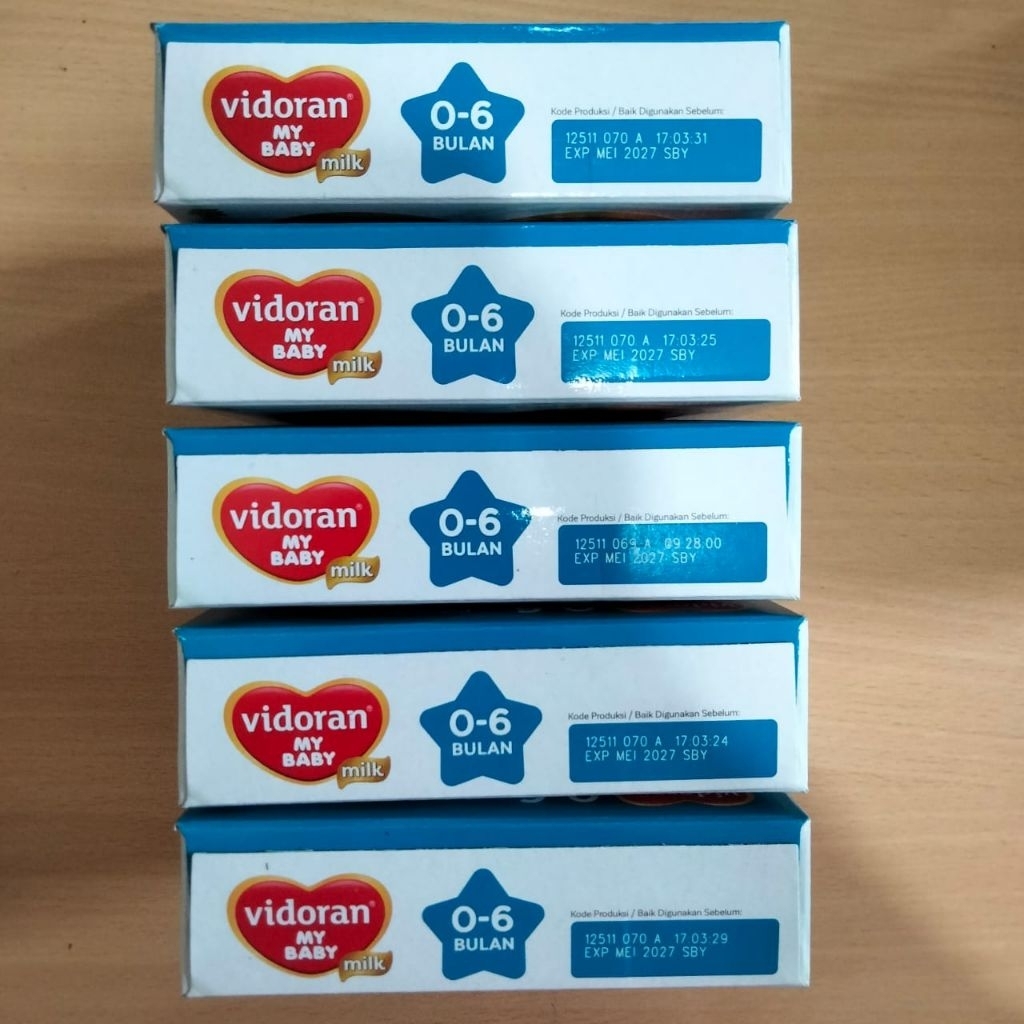 vidoran®
MY
BABY
milk
0-6
BULAN
Kode Produksi / Baik Digunakan Sebelum:
12511 070 A 17:03:31
EXP MEI 2027 SBY
vidoran®
MY
BABY
milk
0-6
BULAN
Kode Produksi / Baik Digunakan Sebelum:
12511 070 A 17:03:25
EXP MEI 2027 SBY
vidoran®
MY
BABY
milk
0-6
BULAN
Kode Produksi / Baik Digunakan Sebelum:
12511 069 A 09:28:00
EXP MEI 2027 SBY
vidoran®
MY
BABY
milk
0-6
BULAN
Kode Produksi / Baik Digunakan Sebelum:
12511 070 A 17:03:24
EXP MEI 2027 SBY
vidoran®
MY
BABY
milk
0-6
BULAN
Kode Produksi / Baik Digunakan Sebelum:
12511 070 A 17:03:29
EXP MEI 2027 SBY